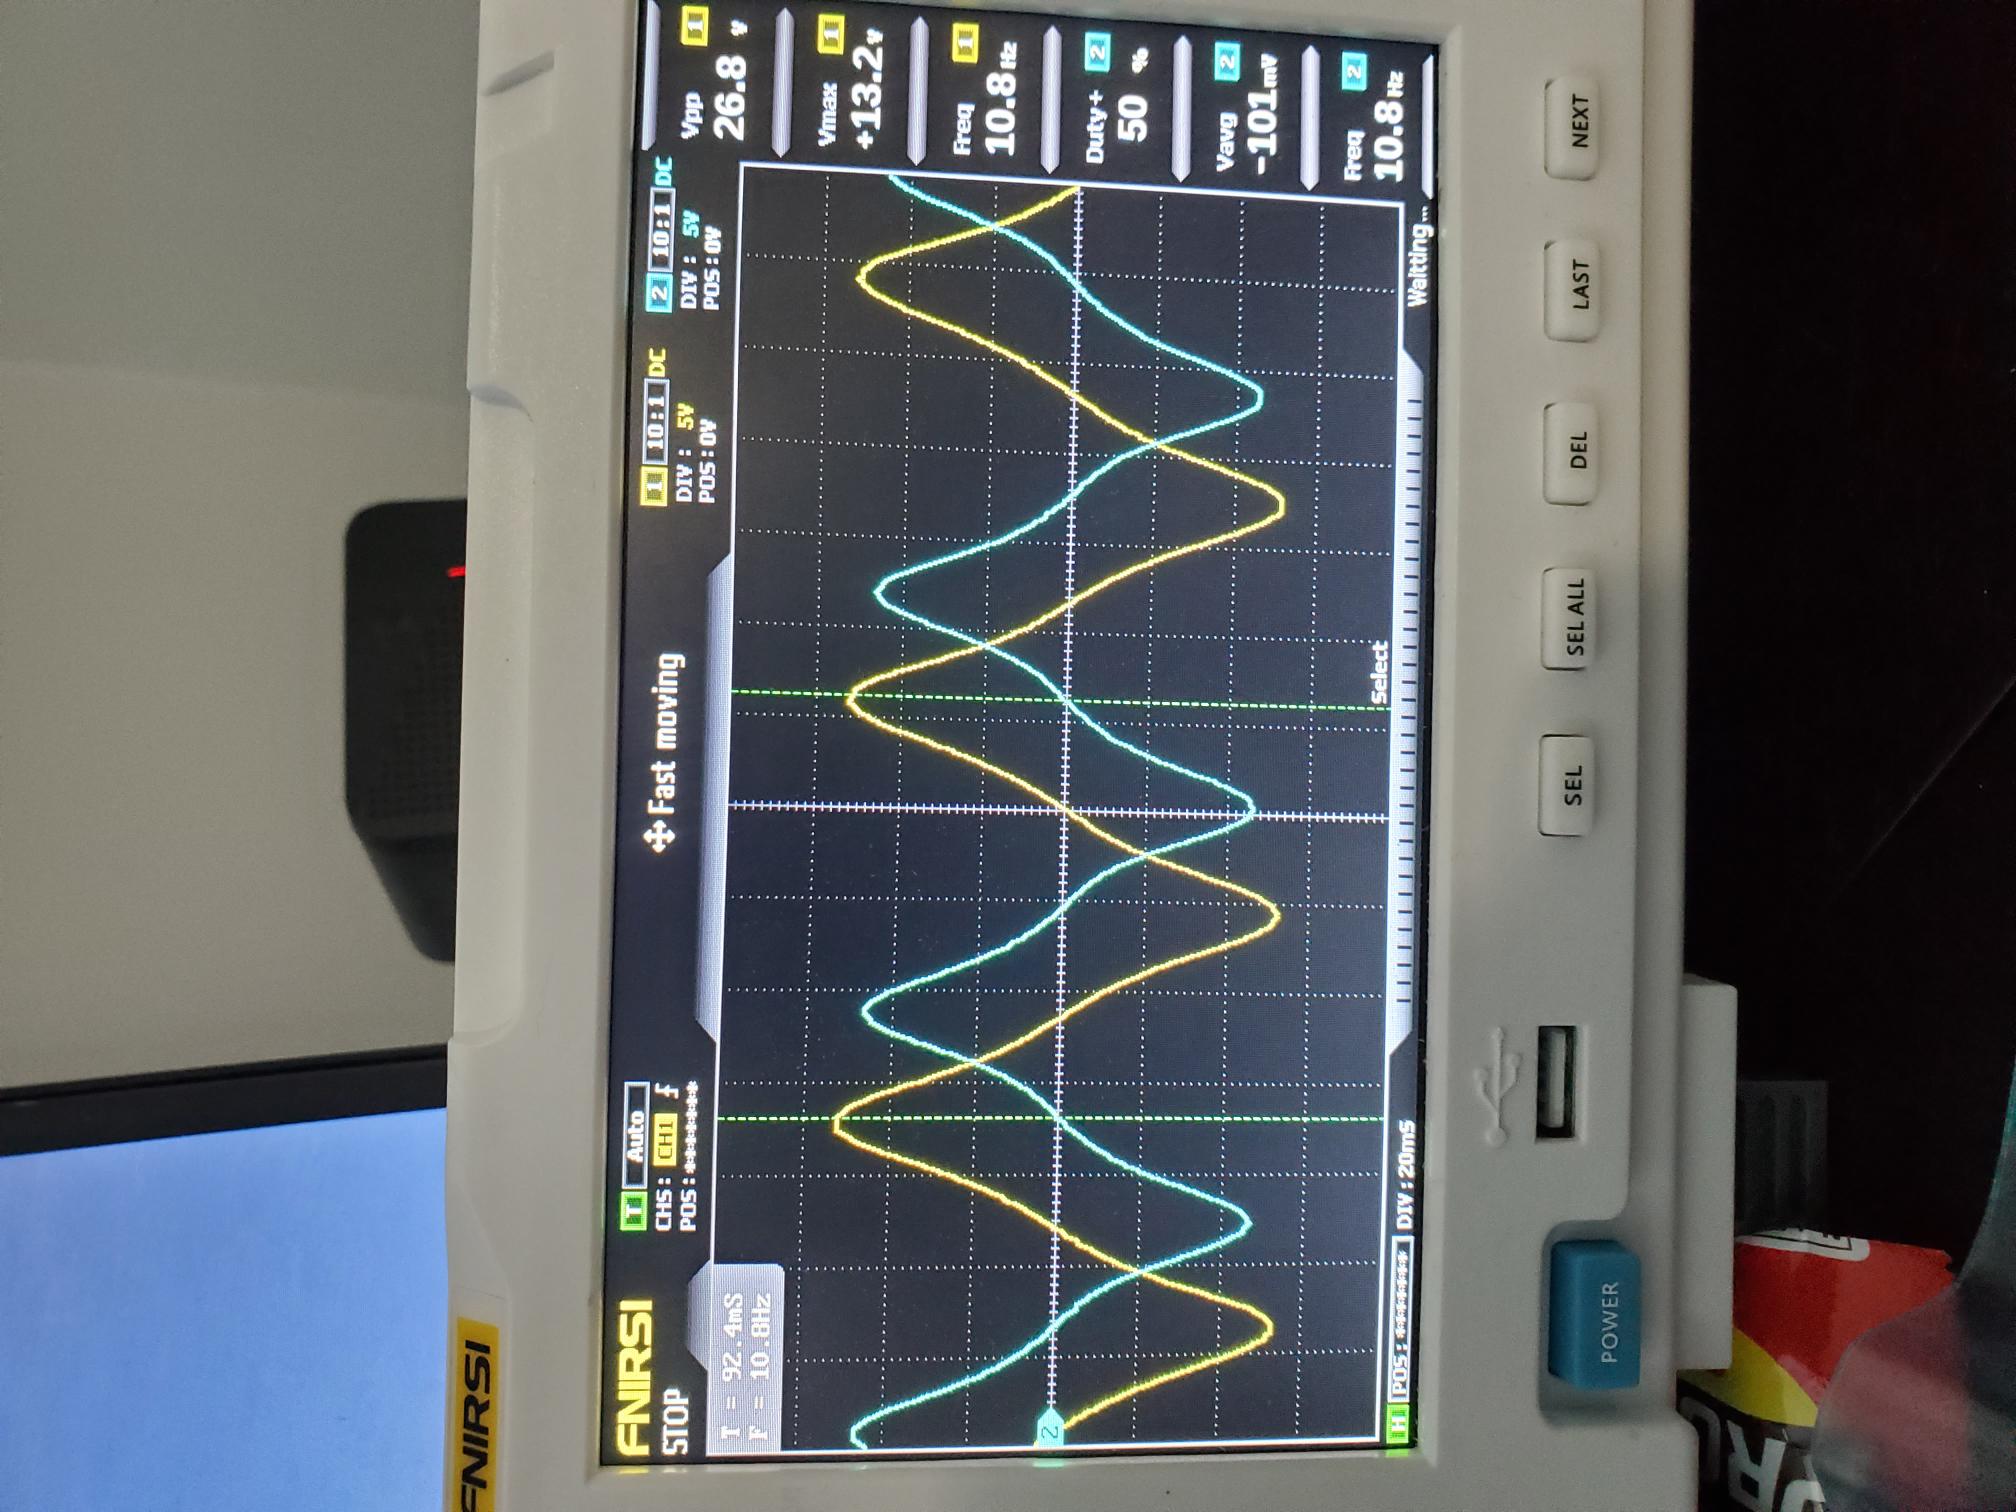 FNIRSI
FNIRSI
STOP
T Auto
CHS: CH1
POS:********
Fast moving
1 10:1 DC
DIV: 5V
POS:0V
2 10:1 DC
DIV: 5V
POS:0V
T = 92.4mS
F = 10.8Hz
Vpp 1
26.8 V
Vmax 1
+13.2V
Freq 1
10.8Hz
Duty+ 2
50 %
Vavg 2
-101mV
Freq 2
10.8Hz
2
Select
H POS:******** DIV:20mS
Waitting...
POWER
SEL
SEL ALL
DEL
LAST
NEXT